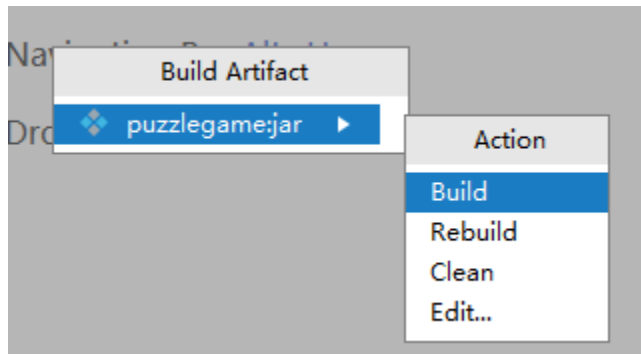 Build Artifact
puzzlegame:jar
Action
Build
Rebuild
Clean
Edit...